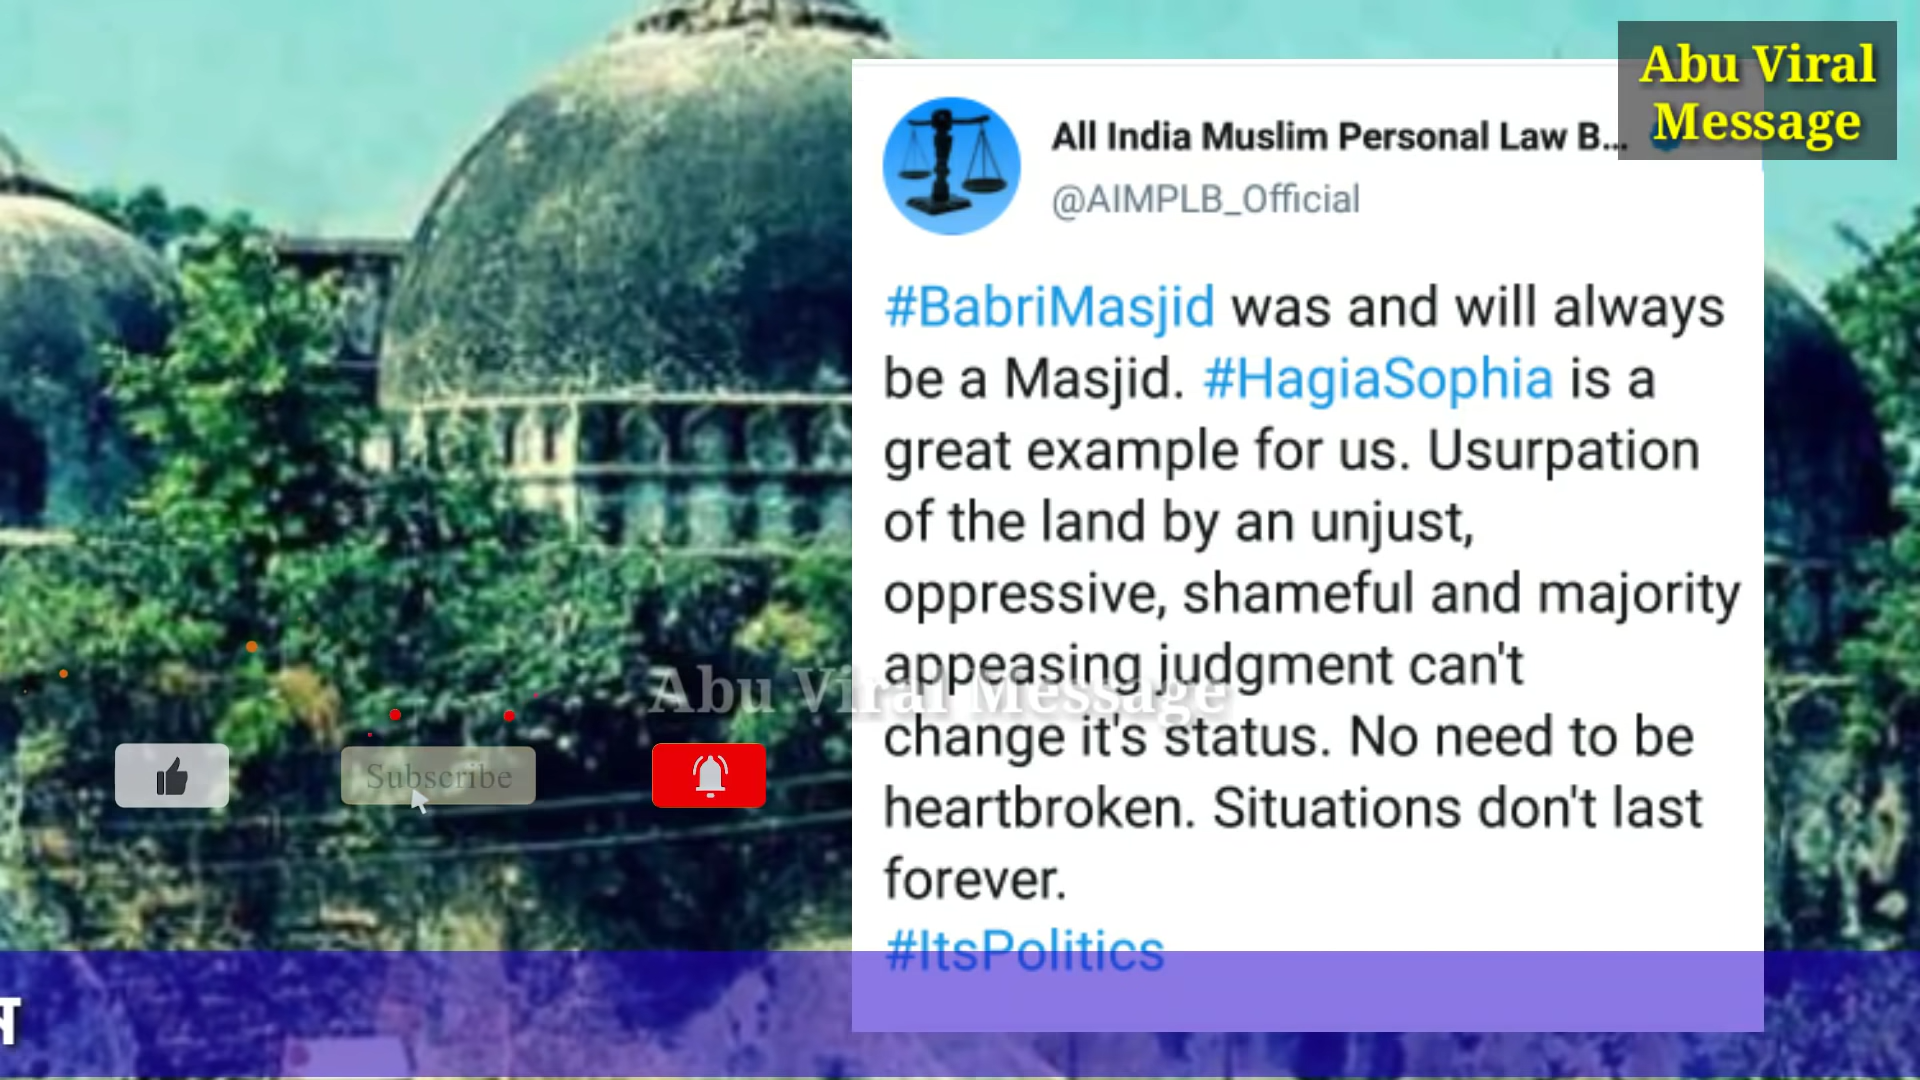 Abu Viral
Message
All India Muslim Personal Law B...
@AIMPLB_Official
#BabriMasjid was and will always
be a Masjid. #HagiaSophia is a
great example for us. Usurpation
of the land by an unjust,
oppressive, shameful and majority
appeasing judgment can't
change it's status. No need to be
heartbroken. Situations don't last
forever.
#ItsPolitics
Abu Viral Message
Subscribe